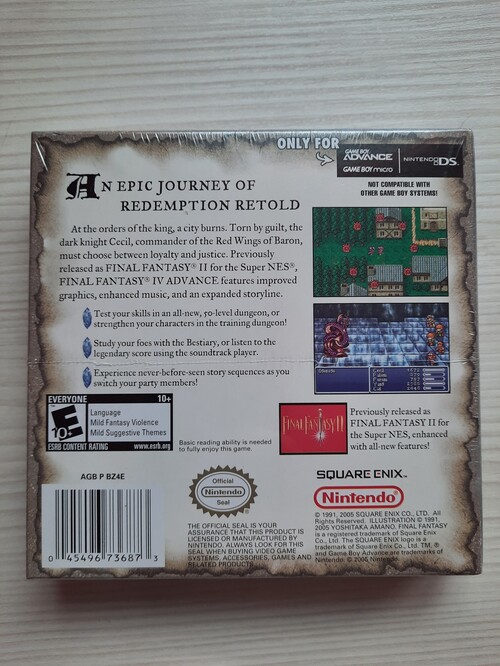 ONLY FOR
GAME BOY ADVANCE
GAME BOY micro
NINTENDO DS
NOT COMPATIBLE WITH
OTHER GAME BOY SYSTEMS!
AN EPIC JOURNEY OF
REDEMPTION RETOLD
At the orders of the king, a city burns. Torn by guilt, the
dark knight Cecil, commander of the Red Wings of Baron,
must choose between loyalty and justice. Previously
released as FINAL FANTASY® II for the Super NES®,
FINAL FANTASY® IV ADVANCE features improved
graphics, enhanced music, and an expanded storyline.
Test your skills in an all-new, 50-level dungeon, or
strengthen your characters in the training dungeon!
Study your foes with the Bestiary, or listen to the
legendary score using the soundtrack player.
Experience never-before-seen story sequences as you
switch your party members!
EVERYONE 10+
E
10+
Language
Mild Fantasy Violence
Mild Suggestive Themes
ESRB CONTENT RATING www.esrb.org
Basic reading ability is needed
to fully enjoy this game.
FINAL FANTASY II
Previously released as
FINAL FANTASY II for
the Super NES, enhanced
with all-new features!
AGB P BZ4E
0 45496 73687 3
Official
Nintendo
Seal
THE OFFICIAL SEAL IS YOUR
ASSURANCE THAT THIS PRODUCT IS
LICENSED OR MANUFACTURED BY
NINTENDO. ALWAYS LOOK FOR THIS
SEAL WHEN BUYING VIDEO GAME
SYSTEMS, ACCESSORIES, GAMES AND
RELATED PRODUCTS.
SQUARE ENIX™
Nintendo®
© 1991, 2005 SQUARE ENIX CO., LTD. All
Rights Reserved. ILLUSTRATION © 1991,
2005 YOSHITAKA AMANO. FINAL FANTASY
is a registered trademark of Square Enix
Co., Ltd. The SQUARE ENIX logo is a
trademark of Square Enix Co., Ltd. TM, ®
and Game Boy Advance are trademarks of
Nintendo. © 2005 Nintendo.